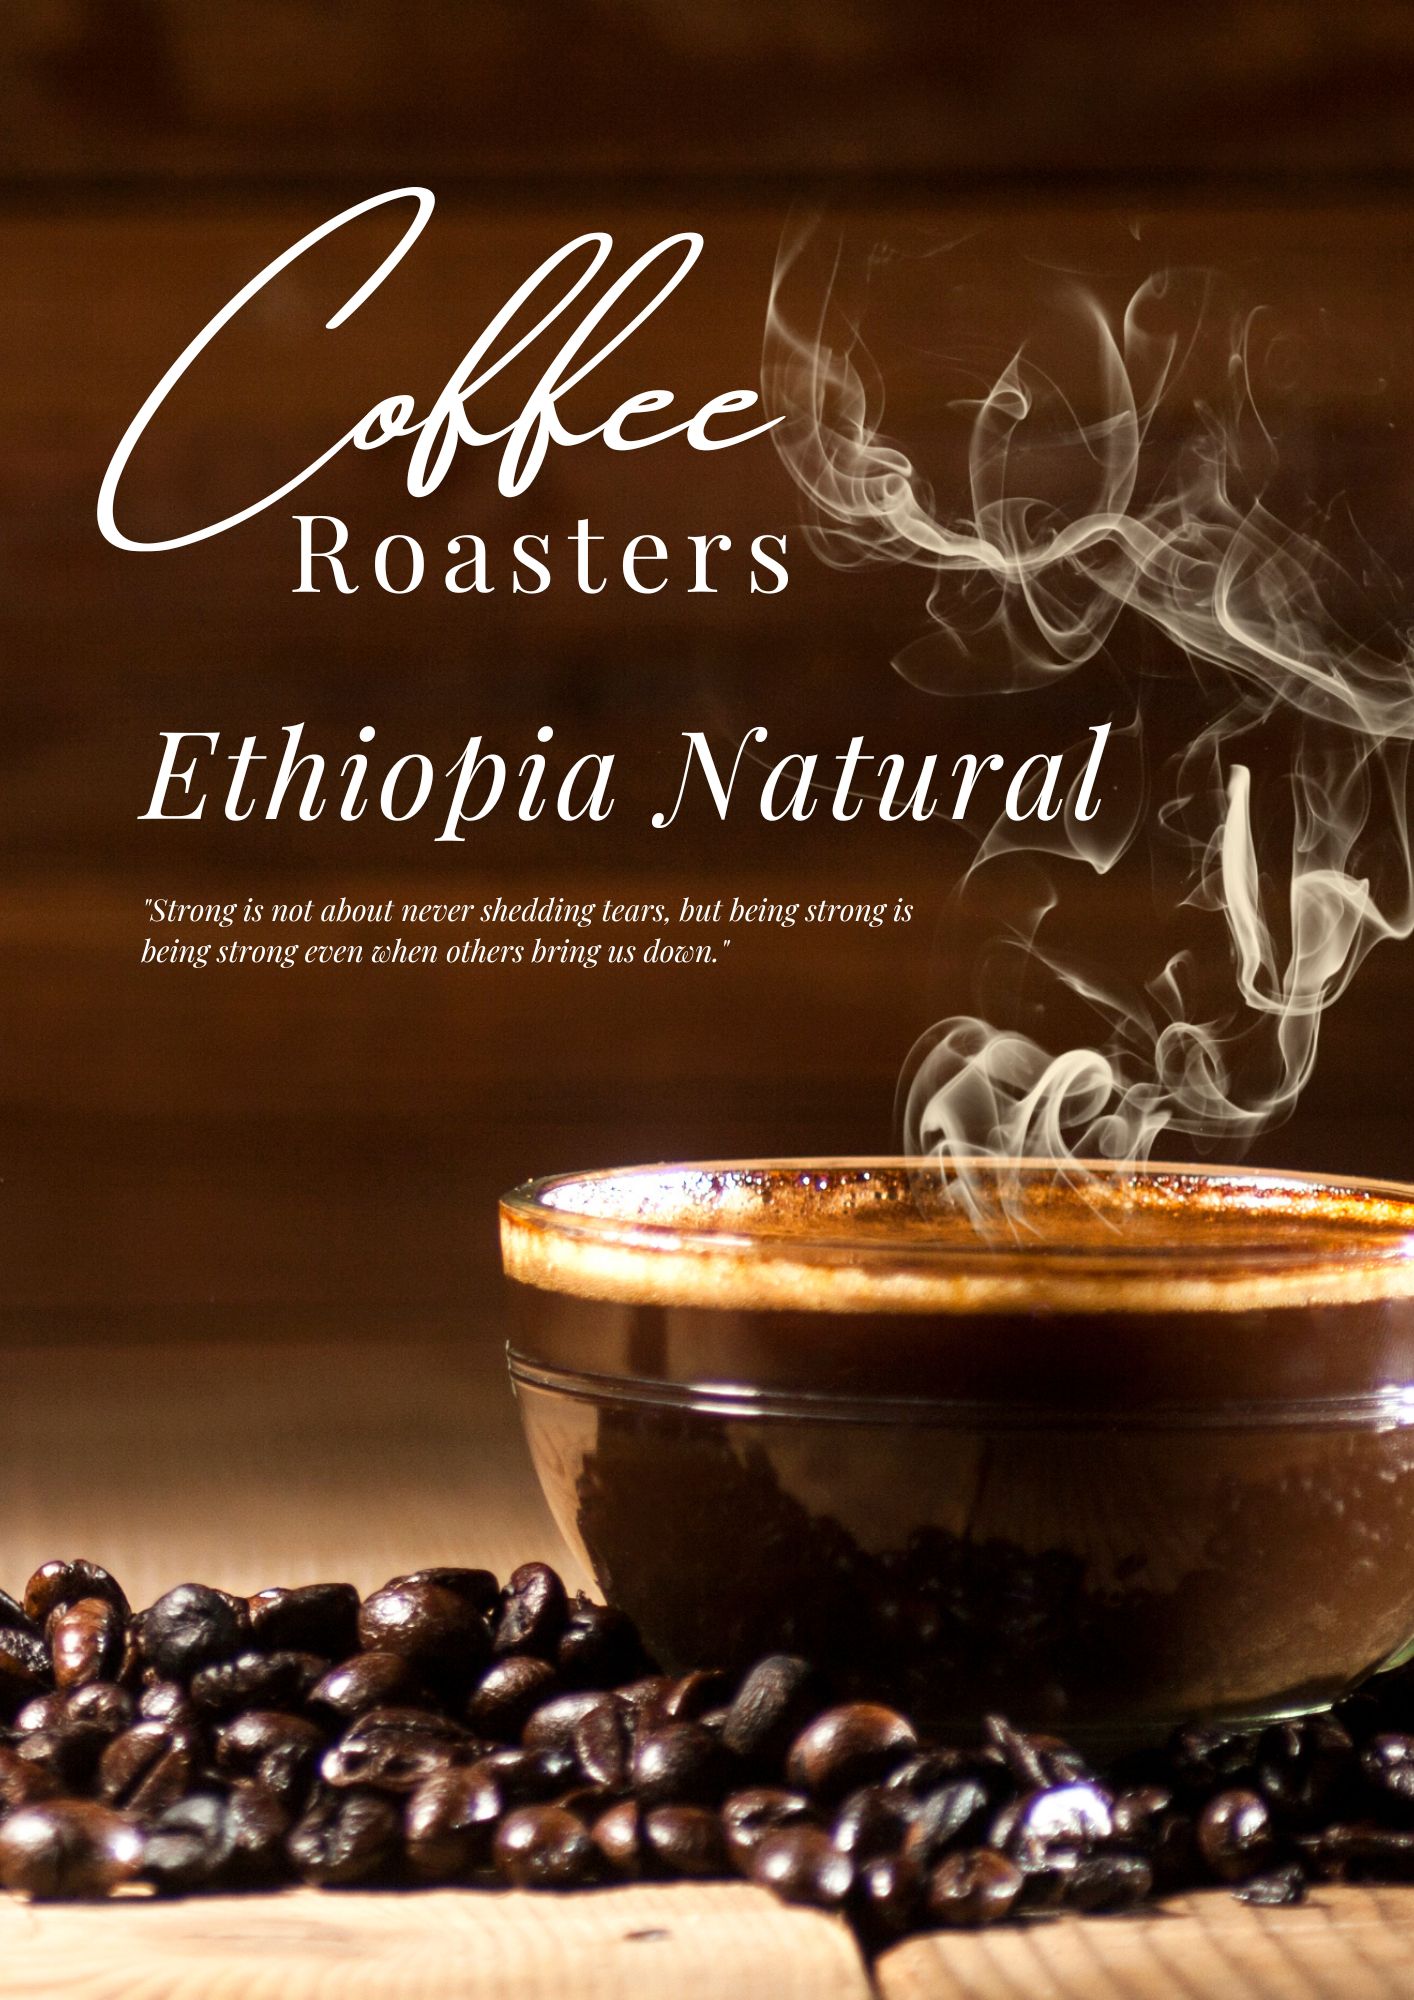 Coffee
Roasters
Ethiopia Natural
"Strong is not about never shedding tears, but being strong is
being strong even when others bring us down."